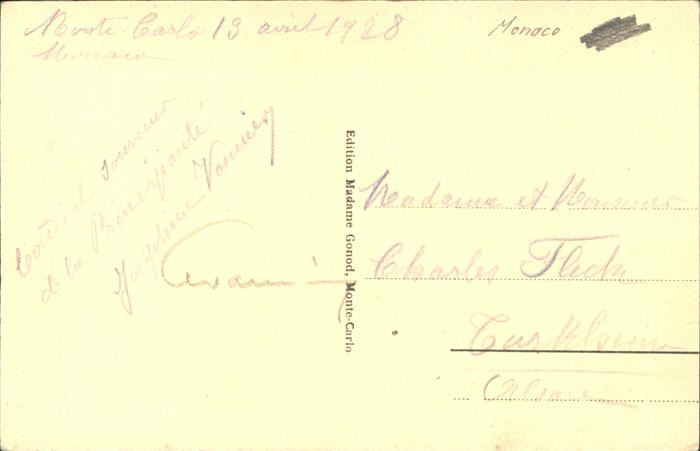 Monte-Carlo 13 avril 1928
Monaco
Monaco
Cordial souvenir
de la Principauté
Joséphine
Edition Madame Gonod, Monte-Carlo
Madame et Monsieur
Charles Fleck
Turkheim
Alsace